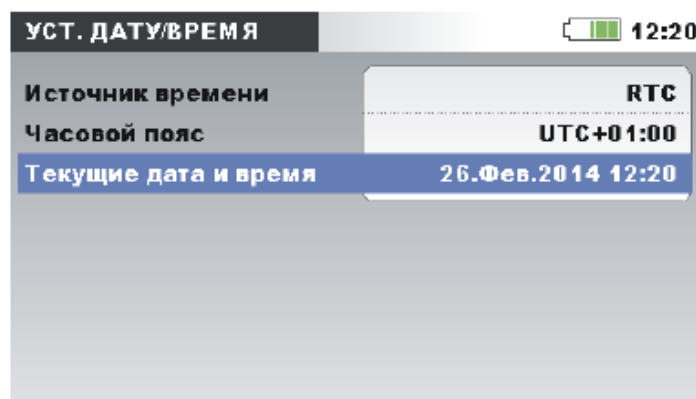 УСТ. ДАТУ/ВРЕМЯ 12:20
Источник времени RTC
Часовой пояс UTC+01:00
Текущие дата и время 26.Фев.2014 12:20